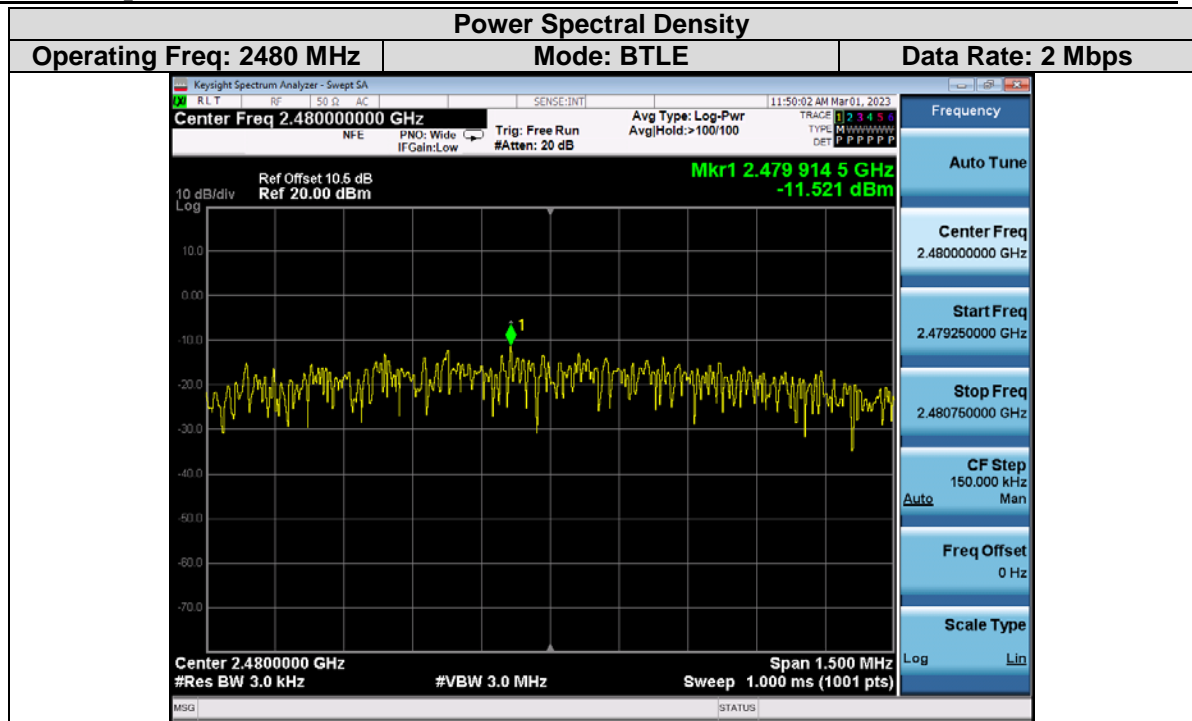 Power Spectral Density
Operating Freq: 2480 MHz Mode: BTLE Data Rate: 2 Mbps
Keysight Spectrum Analyzer - Swept SA
RLT RF 50 Ω AC SENSE:INT 11:50:02 AM Mar 01, 2023
Center Freq 2.480000000 GHz Avg Type: Log-Pwr TRACE 1 2 3 4 5 6
NFE PNO: Wide Trig: Free Run Avg|Hold:>100/100 TYPE M WWWWW
IFGain:Low #Atten: 20 dB DET P P P P P P
Mkr1 2.479 914 5 GHz
-11.521 dBm
Ref Offset 10.5 dB
10 dB/div Ref 20.00 dBm
Log
10.0
0.00
-10.0
-20.0
-30.0
-40.0
-50.0
-60.0
-70.0
1
Center 2.4800000 GHz Span 1.500 MHz
#Res BW 3.0 kHz #VBW 3.0 MHz Sweep 1.000 ms (1001 pts)
MSG STATUS
Frequency
Auto Tune
Center Freq
2.480000000 GHz
Start Freq
2.479250000 GHz
Stop Freq
2.480750000 GHz
CF Step
150.000 kHz
Auto Man
Freq Offset
0 Hz
Scale Type
Log Lin